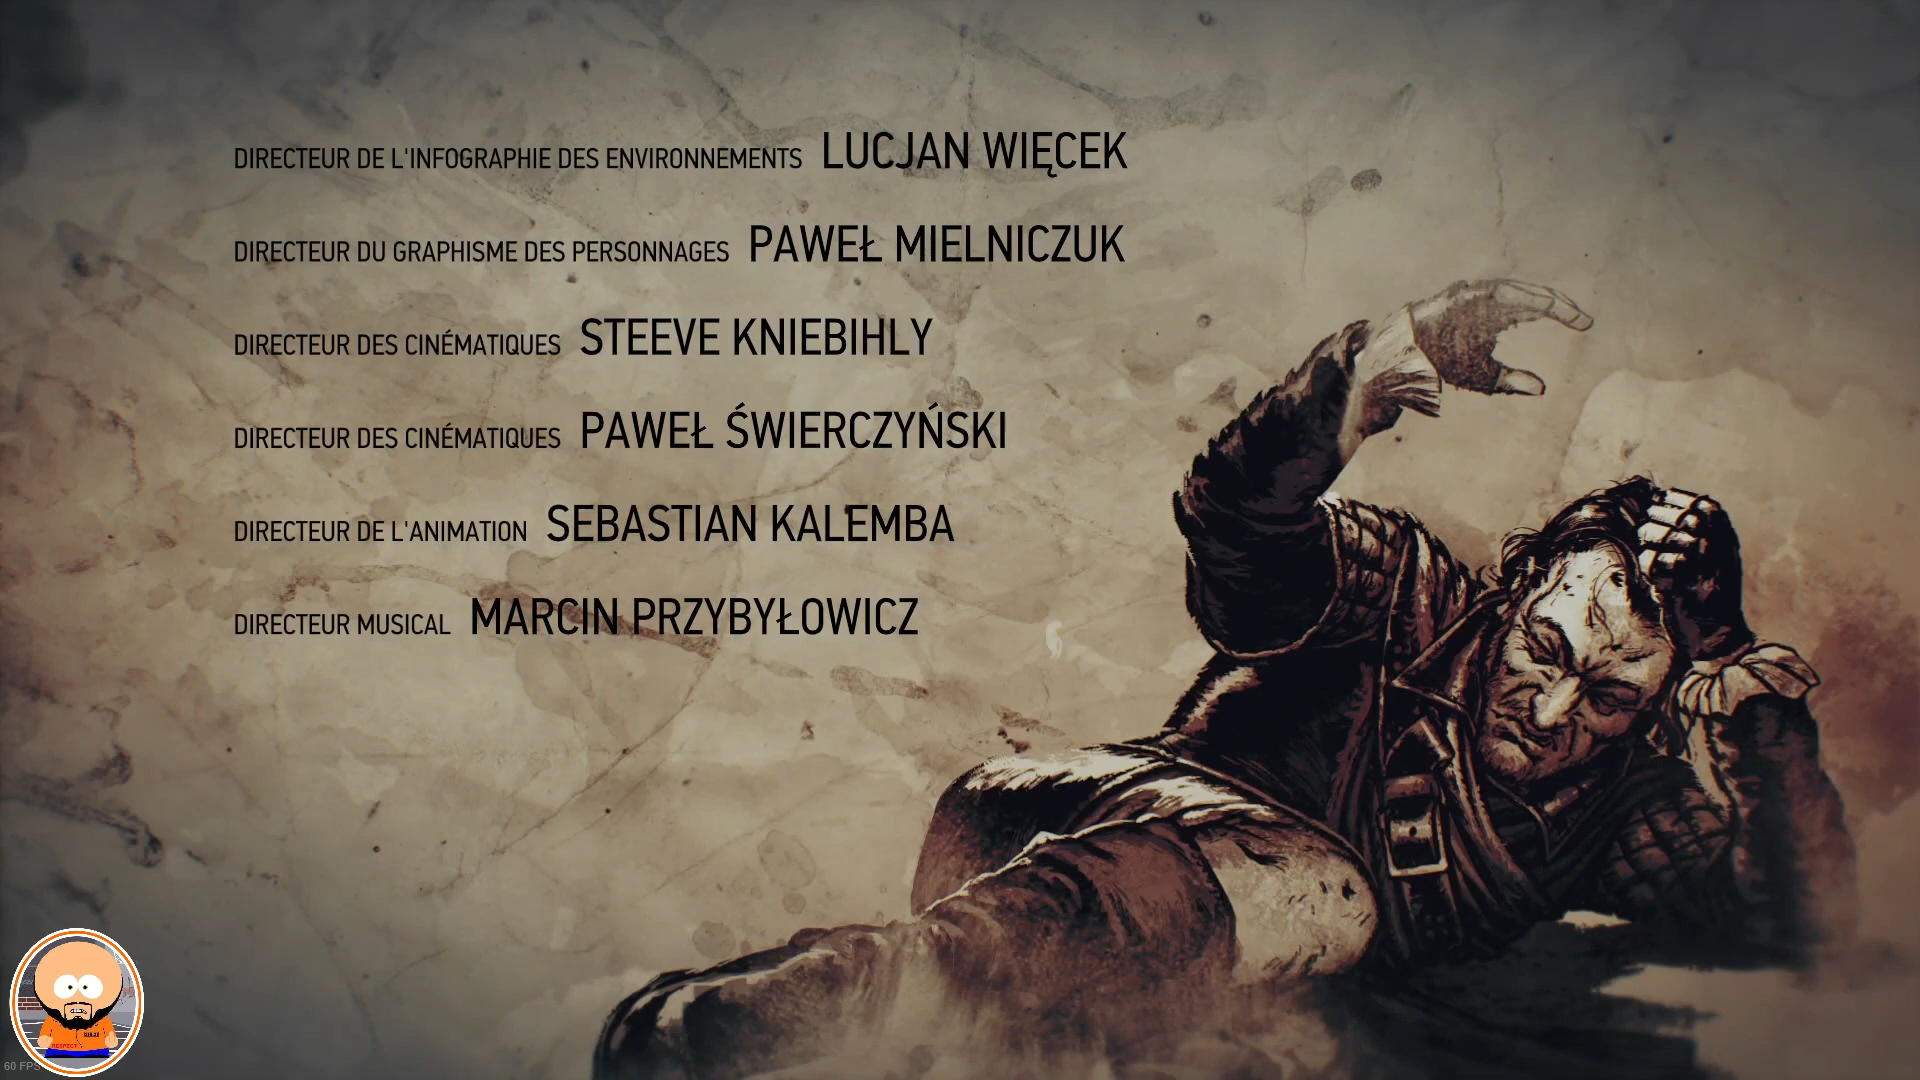 DIRECTEUR DE L'INFOGRAPHIE DES ENVIRONNEMENTS LUCJAN WIĘCEK
DIRECTEUR DU GRAPHISME DES PERSONNAGES PAWEŁ MIELNICZUK
DIRECTEUR DES CINÉMATIQUES STEEVE KNIEBIHLY
DIRECTEUR DES CINÉMATIQUES PAWEŁ ŚWIERCZYŃSKI
DIRECTEUR DE L'ANIMATION SEBASTIAN KALEMBA
DIRECTEUR MUSICAL MARCIN PRZYBYŁOWICZ
RESPECT
60 FPS